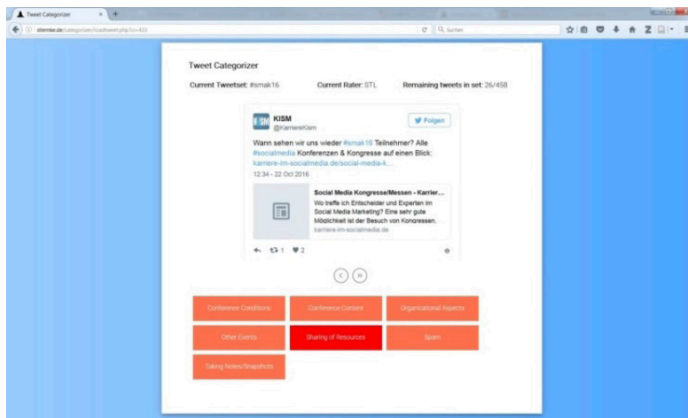 Tweet Categorizer
Suchen
Tweet Categorizer
Current Tweetset: #smak16 Current Rater: STL Remaining tweets in set: 26/458
KISM
@KarriereKism
Folgen
Wann sehen wir uns wieder #smak16 Teilnehmer? Alle
#socialmedia Konferenzen & Kongresse auf einen Blick:
karriere-im-socialmedia.de/social-media-k...
12:34 - 22 Oct 2016
Social Media Kongresse/Messen - Karrier...
Wo treffe ich Entscheider und Experten im
Social Media Marketing? Eine sehr gute
Möglichkeit ist der Besuch von Kongressen.
karriere-im-socialmedia.de
1 2
Conference Conditions Conference Content Organizational Aspects
Other Events Sharing of Resources Spam
Taking Notes/Snapshots